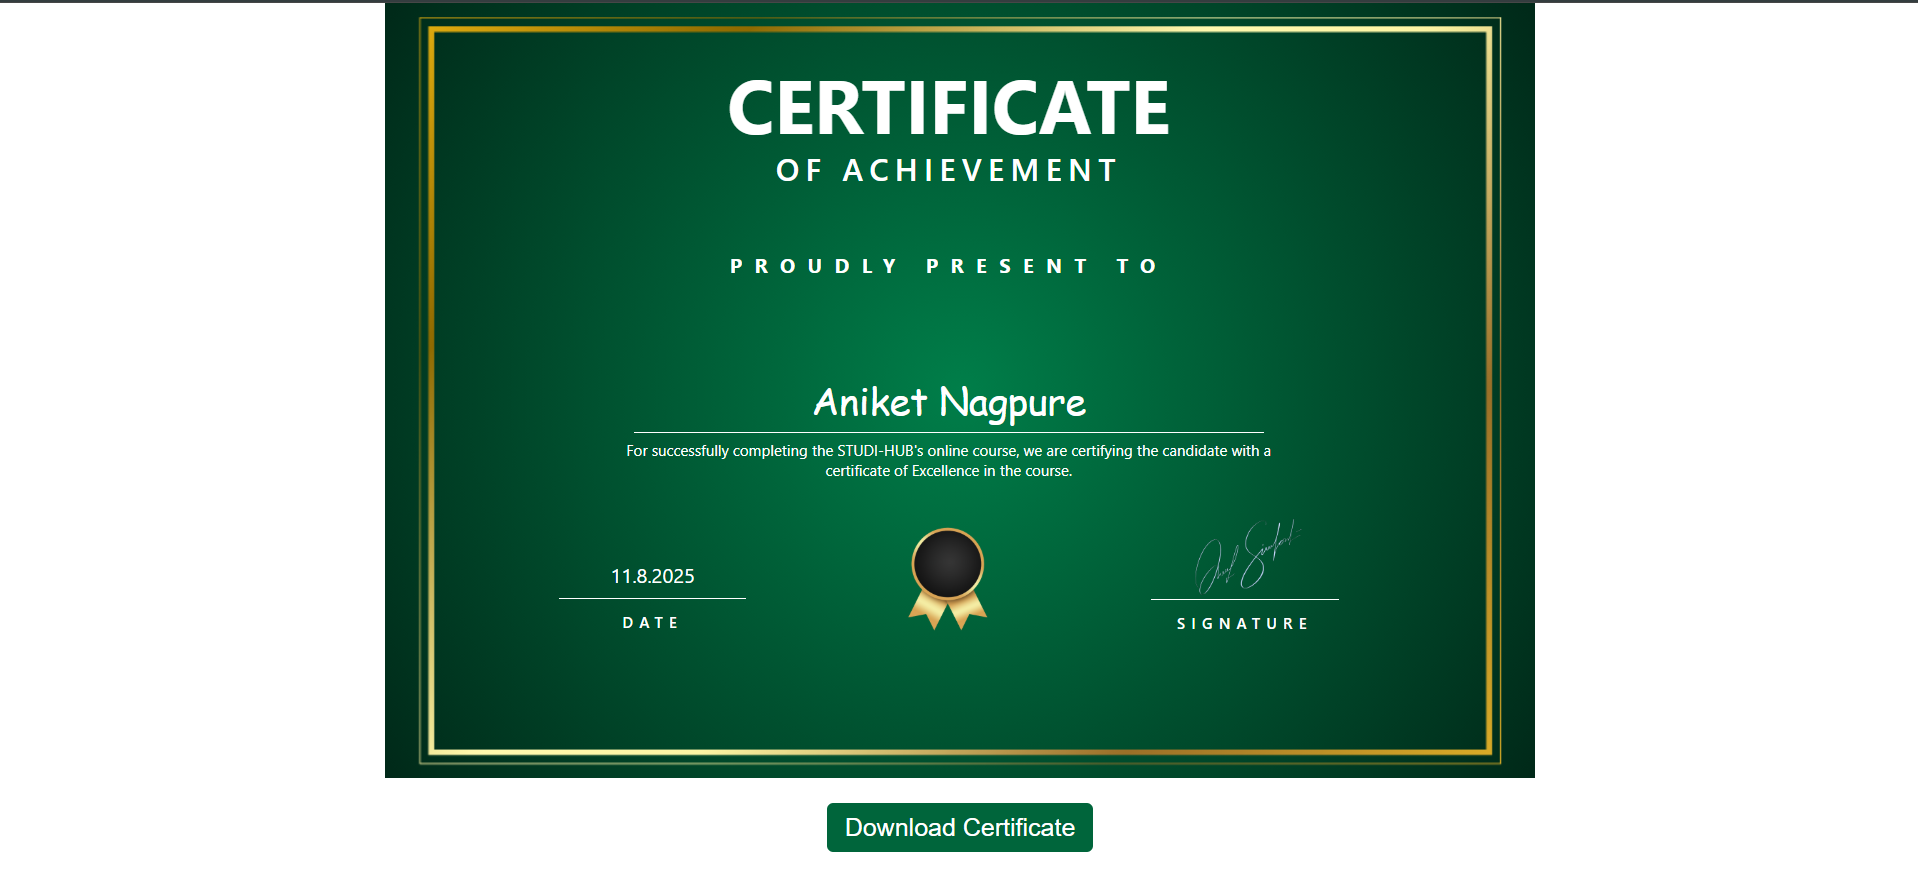 CERTIFICATE
OF ACHIEVEMENT
PROUDLY PRESENT TO
Aniket Nagpure
For successfully completing the STUDI-HUB's online course, we are certifying the candidate with a
certificate of Excellence in the course.
11.8.2025
DATE
SIGNATURE
Download Certificate